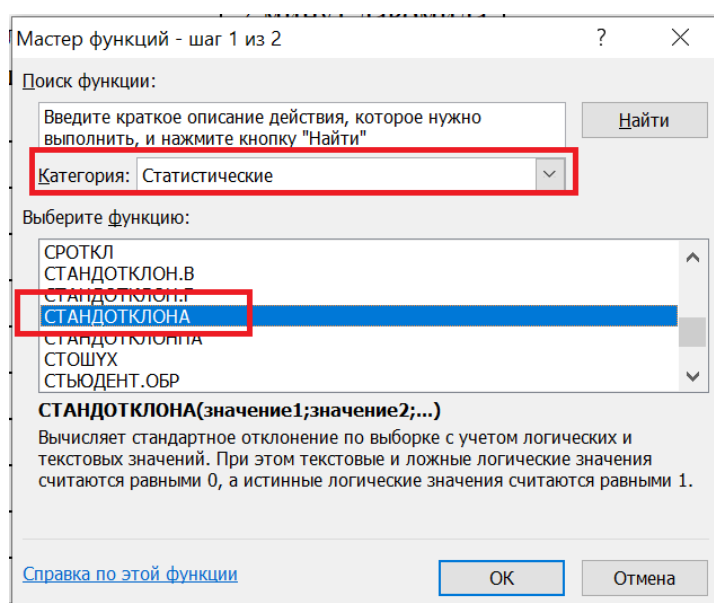 Мастер функций - шаг 1 из 2
?
Поиск функции:
Введите краткое описание действия, которое нужно
выполнить, и нажмите кнопку "Найти"
Найти
Категория: Статистические
Выберите функцию:
СРОТКЛ
СТАНДОТКЛОН.В
СТАНДОТКЛОН.Г
СТАНДОТКЛОНА
СТАНДОТКЛОНПА
СТОШYX
СТЬЮДЕНТ.ОБР
СТАНДОТКЛОНА(значение1;значение2;...)
Вычисляет стандартное отклонение по выборке с учетом логических и
текстовых значений. При этом текстовые и ложные логические значения
считаются равными 0, а истинные логические значения считаются равными 1.
Справка по этой функции
ОК
Отмена